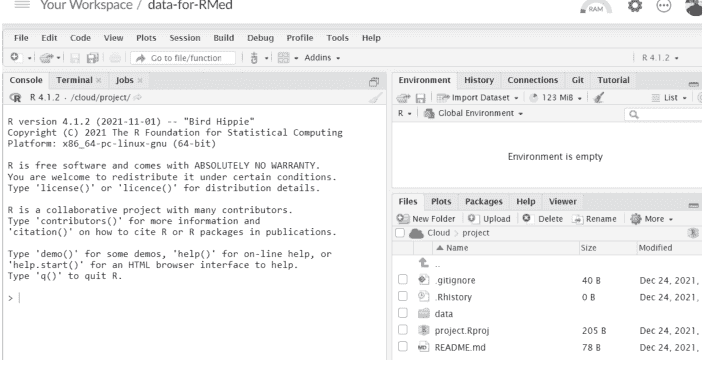 Your Workspace / data-for-RMed
RAM
File Edit Code View Plots Session Build Debug Profile Tools Help
Go to file/function
Addins
R 4.1.2
Console Terminal Jobs
R 4.1.2 · /cloud/project/
R version 4.1.2 (2021-11-01) -- "Bird Hippie"
Copyright (C) 2021 The R Foundation for Statistical Computing
Platform: x86_64-pc-linux-gnu (64-bit)
R is free software and comes with ABSOLUTELY NO WARRANTY.
You are welcome to redistribute it under certain conditions.
Type 'license()' or 'licence()' for distribution details.
R is a collaborative project with many contributors.
Type 'contributors()' for more information and
'citation()' on how to cite R or R packages in publications.
Type 'demo()' for some demos, 'help()' for on-line help, or
'help.start()' for an HTML browser interface to help.
Type 'q()' to quit R.
>
Environment History Connections Git Tutorial
Import Dataset 123 MiB List
R Global Environment
Environment is empty
Files Plots Packages Help Viewer
New Folder Upload Delete Rename More
Cloud > project
Name Size Modified
..
.gitignore 40 B Dec 24, 2021,
.Rhistory 0 B Dec 24, 2021,
data
project.Rproj 205 B Dec 24, 2021,
README.md 78 B Dec 24, 2021,